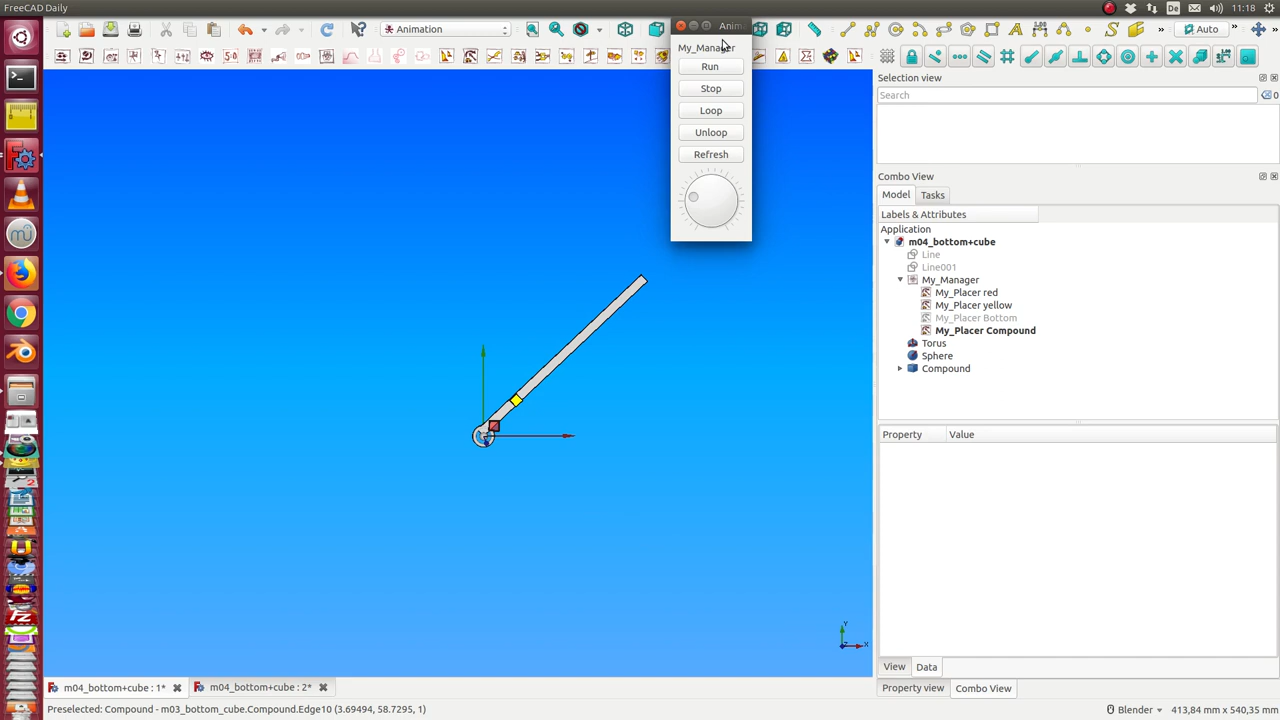 FreeCAD Daily
De
11:18
Animation
Auto
Anim
My_Manager
Run
Stop
Loop
Unloop
Refresh
Selection view
Search
0
Combo View
Model
Tasks
Labels & Attributes
Application
m04_bottom+cube
Line
Line001
My_Manager
My_Placer red
My_Placer yellow
My_Placer Bottom
My_Placer Compound
Torus
Sphere
Compound
Property
Value
Y
X
View
Data
m04_bottom+cube : 1*
m04_bottom+cube : 2*
Property view
Combo View
Preselected: Compound - m03_bottom_cube.Compound.Edge10 (3.69494, 58.7295, 1)
Blender
413,84 mm x 540,35 mm